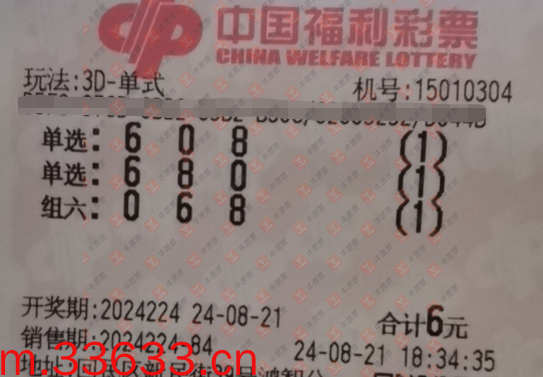 中国福利彩票
CHINA WELFARE LOTTERY
玩法:3D-单式 机号:15010304
单选: 6 0 8 (1)
单选: 6 8 0 (1)
组六: 0 6 8 (1)
开奖期:2024224 24-08-21 合计6元
销售期:2024224-84 24-08-21 18:34:35
m.33633.cn
地址: